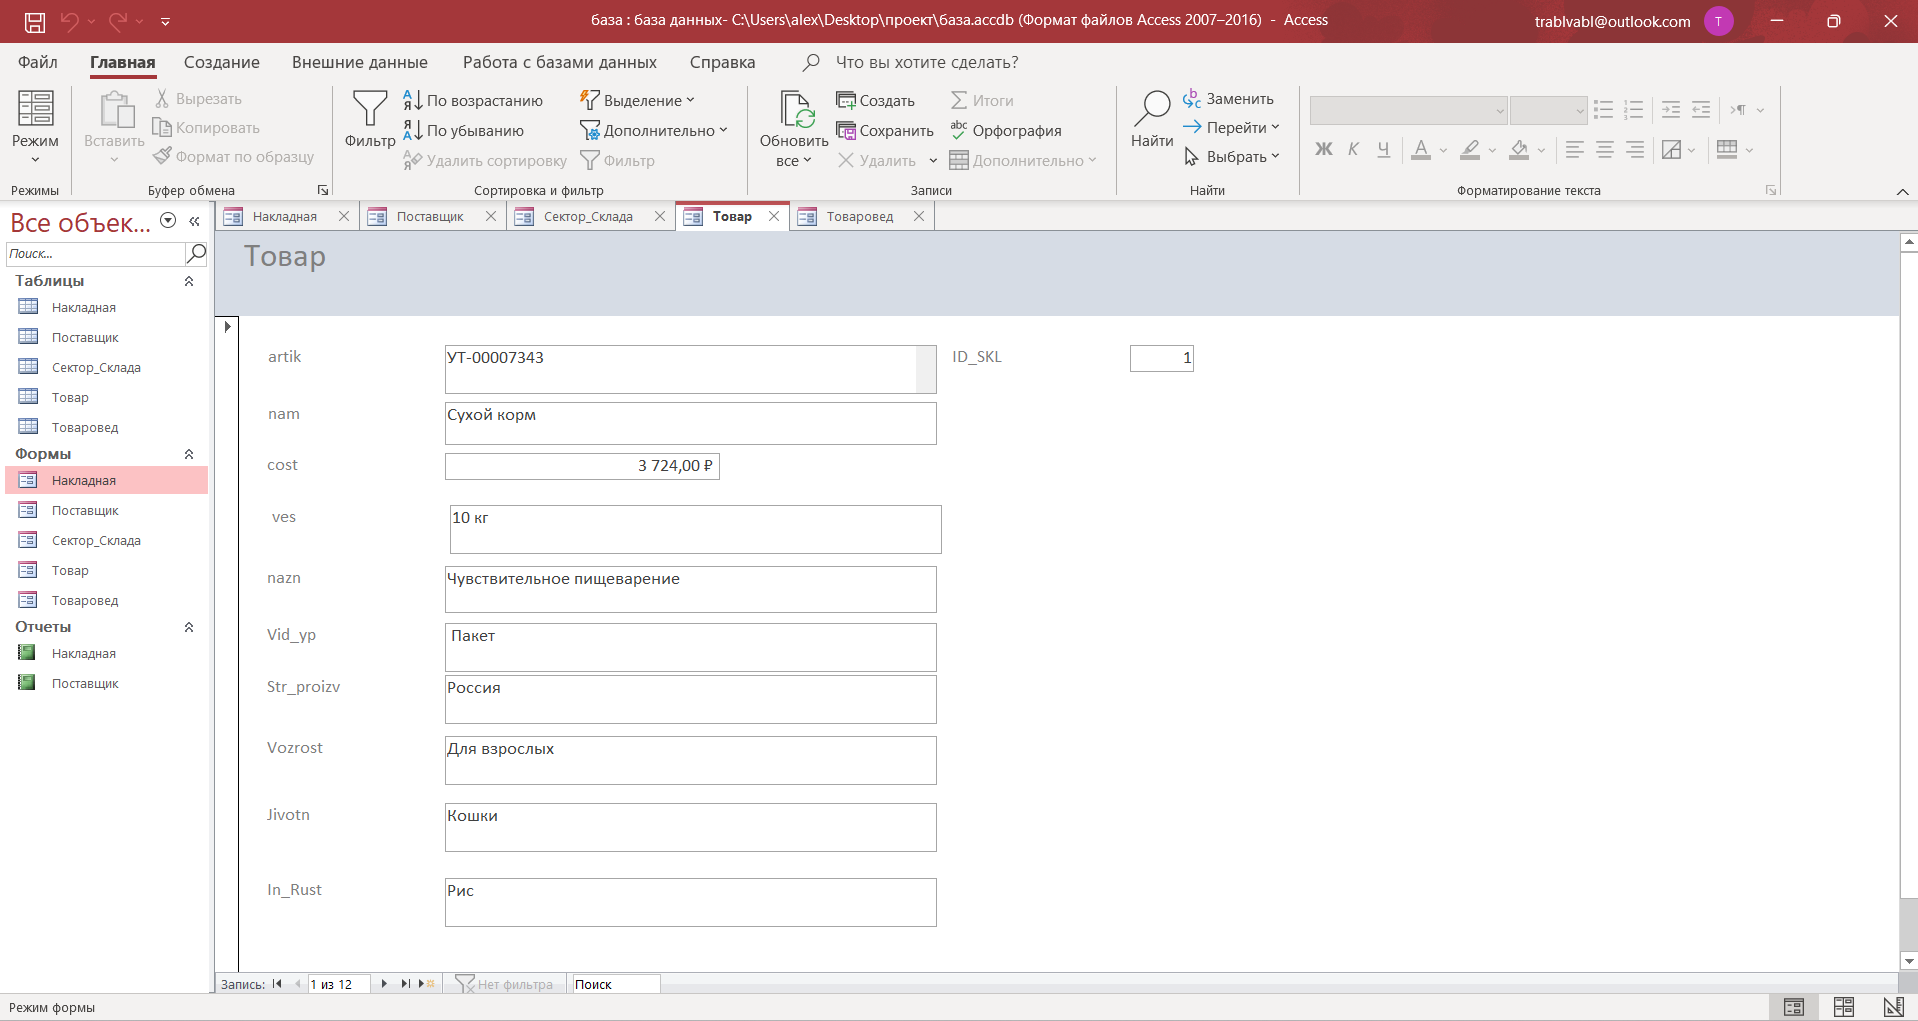 база : база данных- C:\Users\alex\Desktop\проект\база.accdb (Формат файлов Access 2007–2016) - Access
trablvabl@outlook.com
T
Файл
Главная
Создание
Внешние данные
Работа с базами данных
Справка
Что вы хотите сделать?
Режим
Режимы
Вставить
Вырезать
Копировать
Формат по образцу
Буфер обмена
Фильтр
По возрастанию
По убыванию
Удалить сортировку
Выделение
Дополнительно
Фильтр
Сортировка и фильтр
Обновить
все
Создать
Сохранить
Удалить
Итоги
Орфография
Дополнительно
Записи
Найти
Заменить
Перейти
Выбрать
Найти
Ж К Ч
Форматирование текста
Все объек...
Поиск...
Таблицы
Накладная
Поставщик
Сектор_Склада
Товар
Товаровед
Формы
Накладная
Поставщик
Сектор_Склада
Товар
Товаровед
Отчеты
Накладная
Поставщик
Накладная
Поставщик
Сектор_Склада
Товар
Товаровед
Товар
artik
УТ-00007343
ID_SKL
1
nam
Сухой корм
cost
3 724,00 ₽
ves
10 кг
nazn
Чувствительное пищеварение
Vid_yp
Пакет
Str_proizv
Россия
Vozrost
Для взрослых
Jivotn
Кошки
In_Rust
Рис
Запись:
1 из 12
Нет фильтра
Поиск
Режим формы